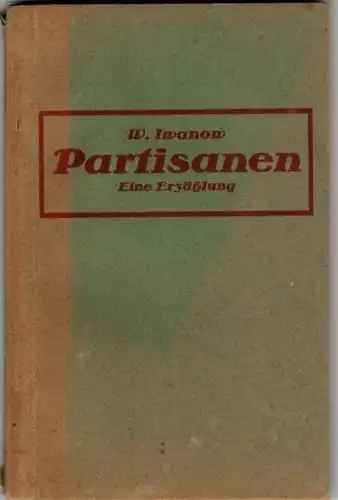 W. Iwanow
Partisanen
Eine Erzählung